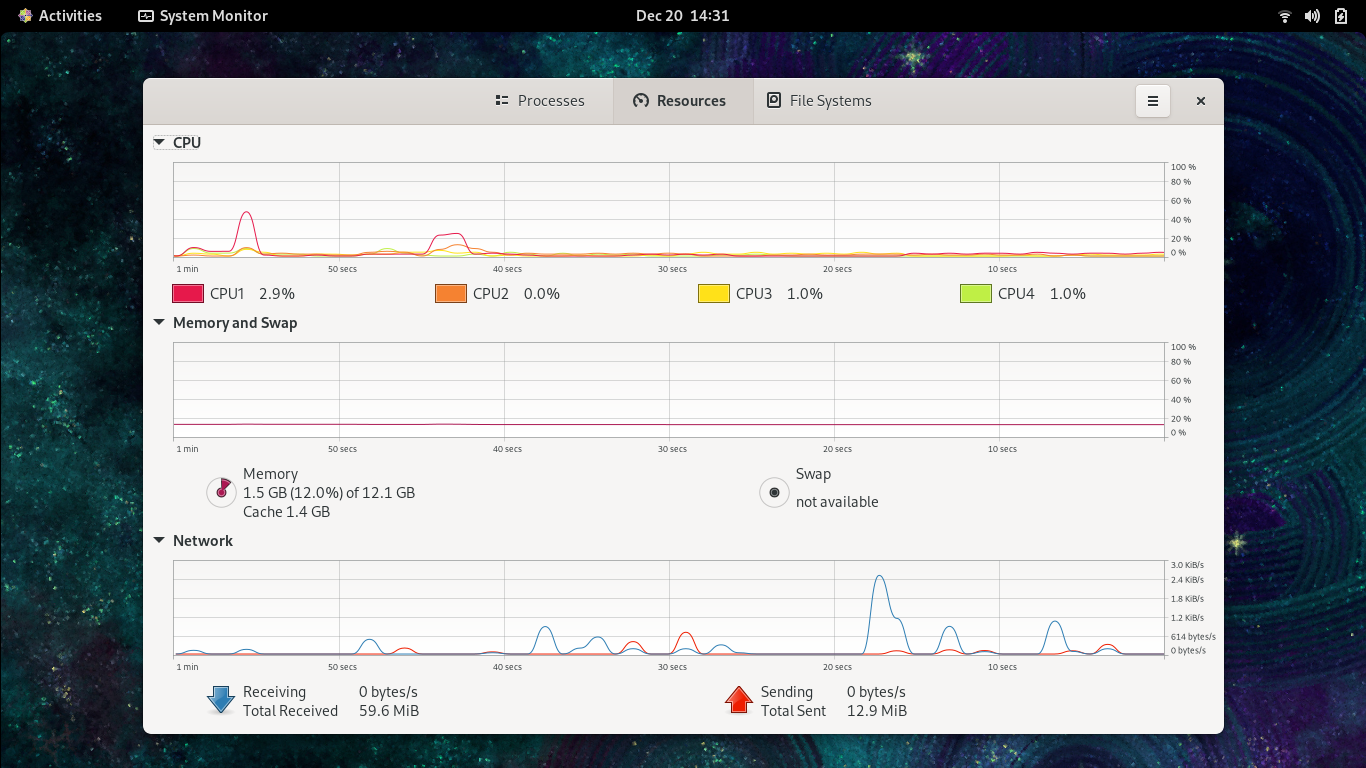 Activities System Monitor Dec 20 14:31
Processes Resources File Systems
CPU
100 %
80 %
60 %
40 %
20 %
0 %
1 min 50 secs 40 secs 30 secs 20 secs 10 secs
CPU1 2.9% CPU2 0.0% CPU3 1.0% CPU4 1.0%
Memory and Swap
100 %
80 %
60 %
40 %
20 %
0 %
1 min 50 secs 40 secs 30 secs 20 secs 10 secs
Memory
1.5 GB (12.0%) of 12.1 GB
Cache 1.4 GB
Swap
not available
Network
3.0 KiB/s
2.4 KiB/s
1.8 KiB/s
1.2 KiB/s
614 bytes/s
0 bytes/s
1 min 50 secs 40 secs 30 secs 20 secs 10 secs
Receiving 0 bytes/s
Total Received 59.6 MiB
Sending 0 bytes/s
Total Sent 12.9 MiB